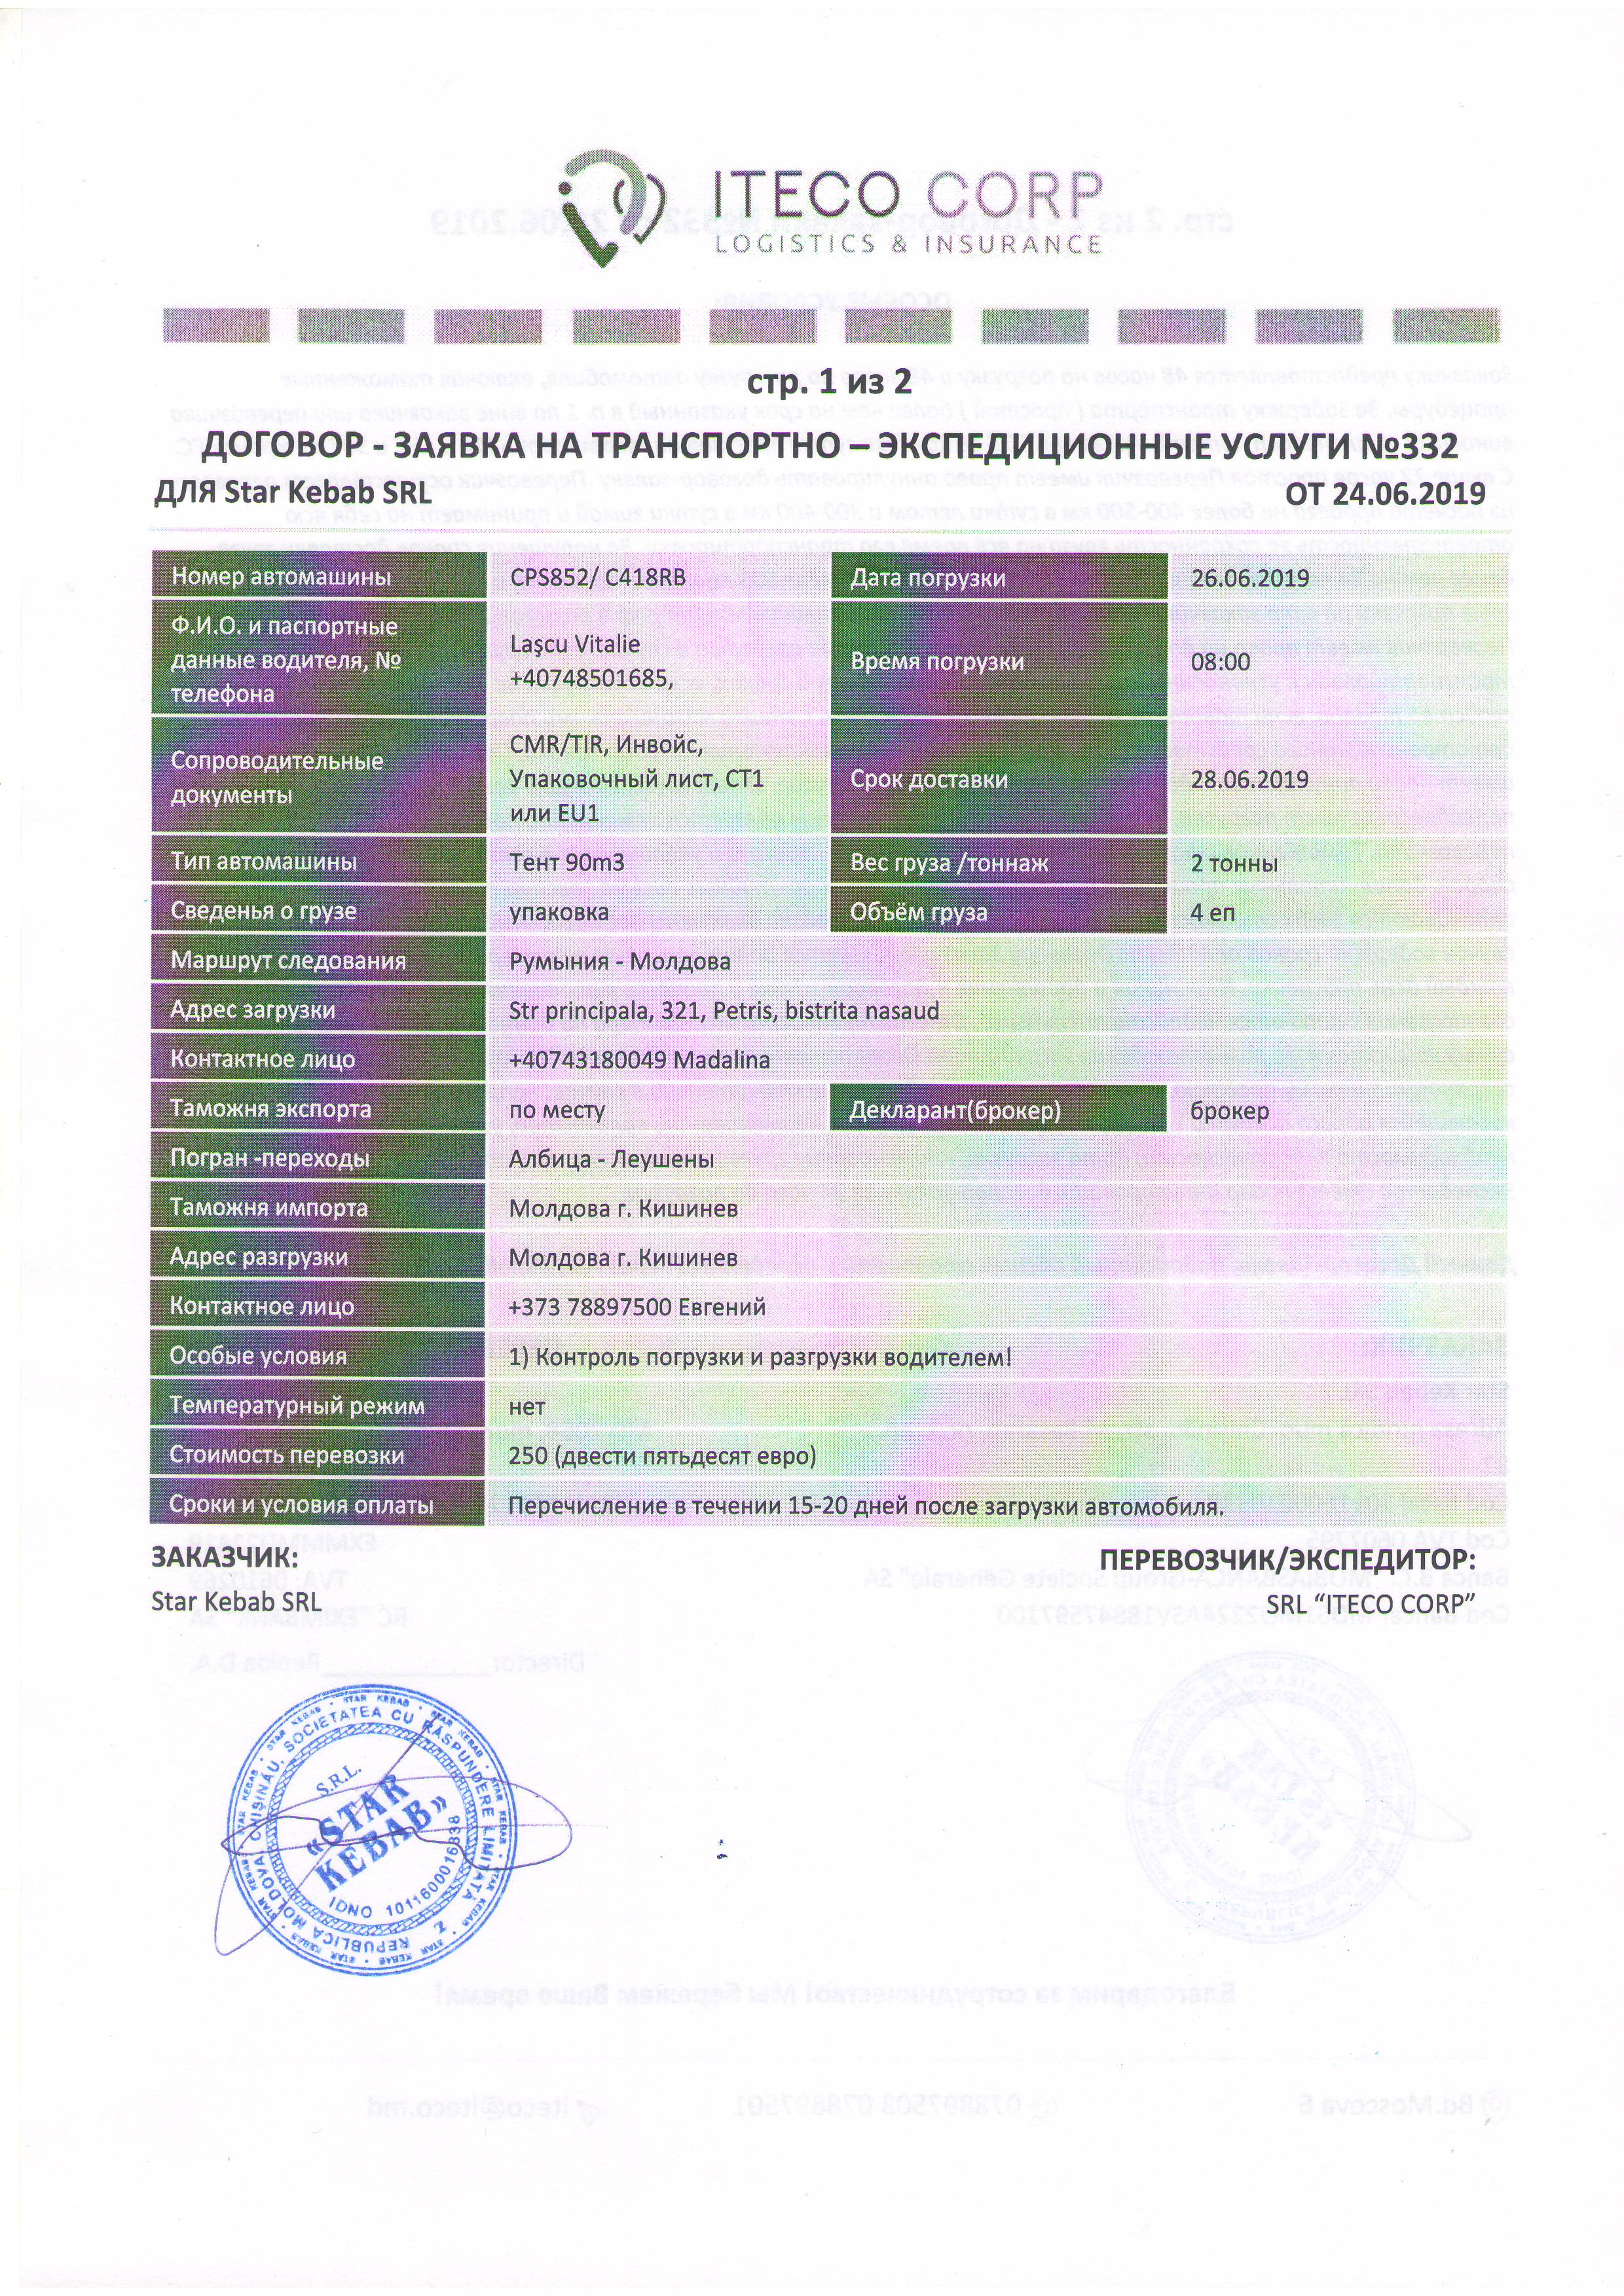 ITECO CORP
LOGISTICS & INSURANCE
стр. 1 из 2
ДОГОВОР - ЗАЯВКА НА ТРАНСПОРТНО – ЭКСПЕДИЦИОННЫЕ УСЛУГИ №332
ДЛЯ Star Kebab SRL ОТ 24.06.2019
Номер автомашины CPS852/ C418RB Дата погрузки 26.06.2019
Ф.И.О. и паспортные
данные водителя, №
телефона
Laşcu Vitalie
+40748501685,
Время погрузки 08:00
Сопроводительные
документы
CMR/TIR, Инвойс,
Упаковочный лист, CT1
или EU1
Срок доставки 28.06.2019
Тип автомашины Тент 90m3 Вес груза /тоннаж 2 тонны
Сведенья о грузе упаковка Объём груза 4 еп
Маршрут следования Румыния - Молдова
Адрес загрузки Str principala, 321, Petris, bistrita nasaud
Контактное лицо +40743180049 Madalina
Таможня экспорта по месту Декларант(брокер) брокер
Погран -переходы Албица - Леушены
Таможня импорта Молдова г. Кишинев
Адрес разгрузки Молдова г. Кишинев
Контактное лицо +373 78897500 Евгений
Особые условия 1) Контроль погрузки и разгрузки водителем!
Температурный режим нет
Стоимость перевозки 250 (двести пятьдесят евро)
Сроки и условия оплаты Перечисление в течении 15-20 дней после загрузки автомобиля.
ЗАКАЗЧИК: ПЕРЕВОЗЧИК/ЭКСПЕДИТОР:
Star Kebab SRL SRL “ITECO CORP”
REPUBLICA MOLDOVA, CHIŞINĂU, SOCIETATEA CU RĂSPUNDERE LIMITATĂ
S.R.L.
«STAR
KEBAB»
IDNO 1011600016838
2